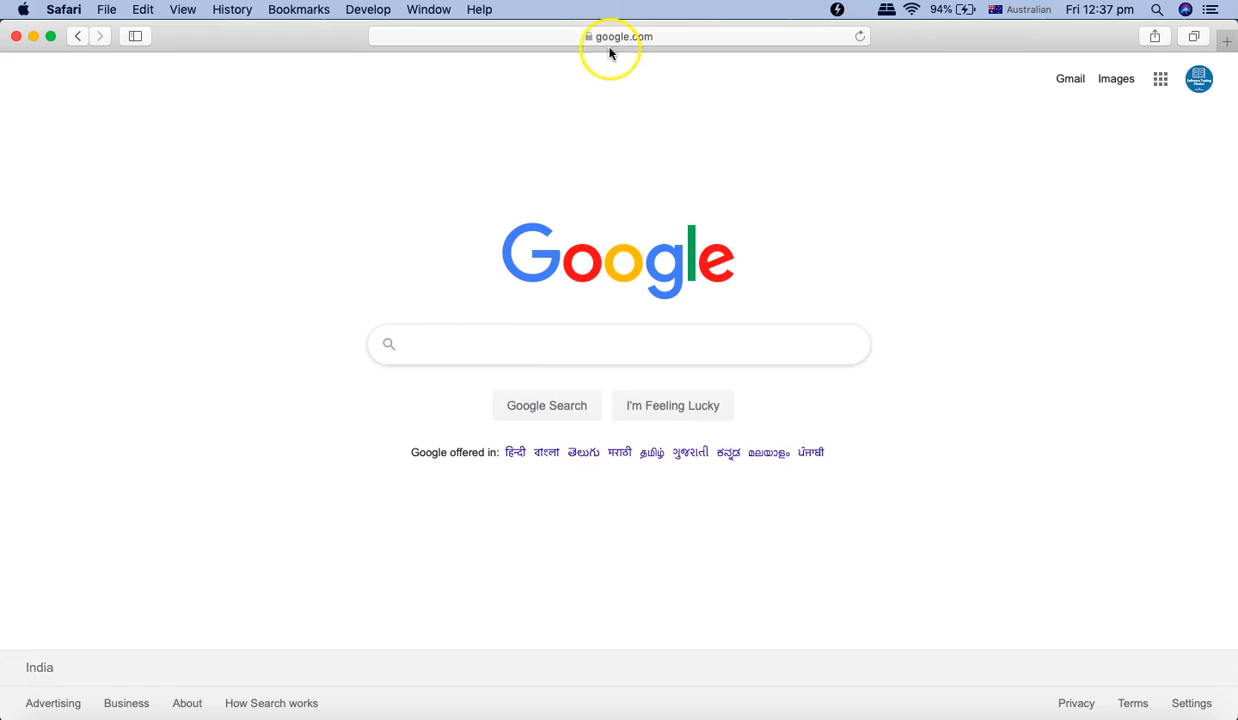 Safari File Edit View History Bookmarks Develop Window Help 94% Australian Fri 12:37 pm
google.com
Gmail Images
Google
Google Search I'm Feeling Lucky
Google offered in: हिन्दी বাংলা తెలుగు मराठी தமிழ் ગુજરાતી ಕನ್ನಡ മലയാളം ਪੰਜਾਬੀ
India
Advertising Business About How Search works Privacy Terms Settings